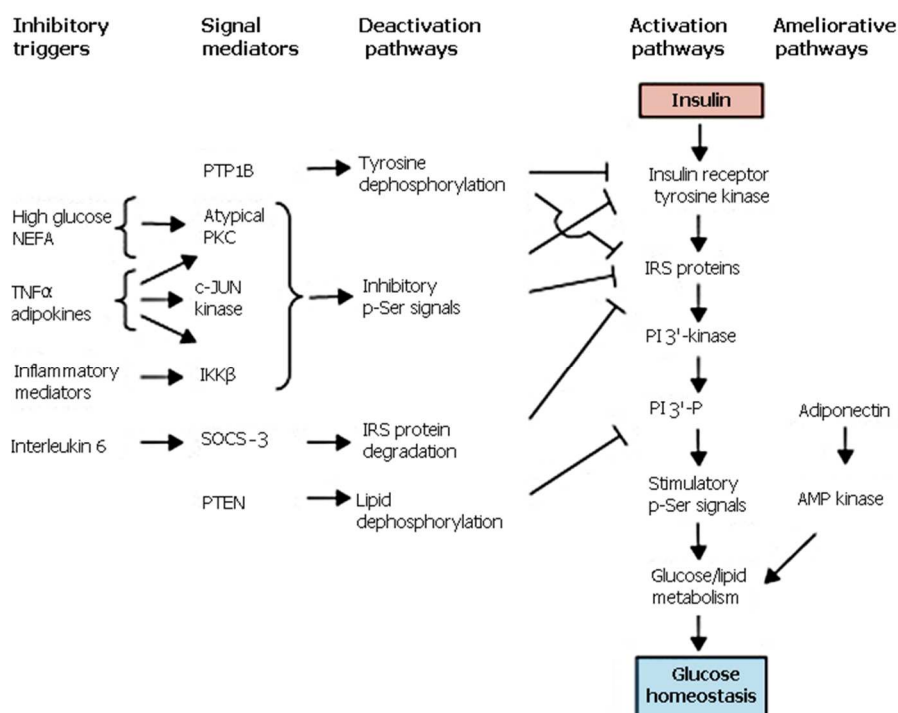 Inhibitory
triggers
Signal
mediators
Deactivation
pathways
Activation
pathways
Ameliorative
pathways
Insulin
PTP1B
Tyrosine
dephosphorylation
Insulin receptor
tyrosine kinase
High glucose
NEFA
Atypical
PKC
IRS proteins
TNFα
adipokines
c-JUN
kinase
Inhibitory
p-Ser signals
PI 3'-kinase
Inflammatory
mediators
IKKβ
PI 3'-P
Adiponectin
Interleukin 6
SOCS-3
IRS protein
degradation
PTEN
Lipid
dephosphorylation
Stimulatory
p-Ser signals
AMP kinase
Glucose/lipid
metabolism
Glucose
homeostasis